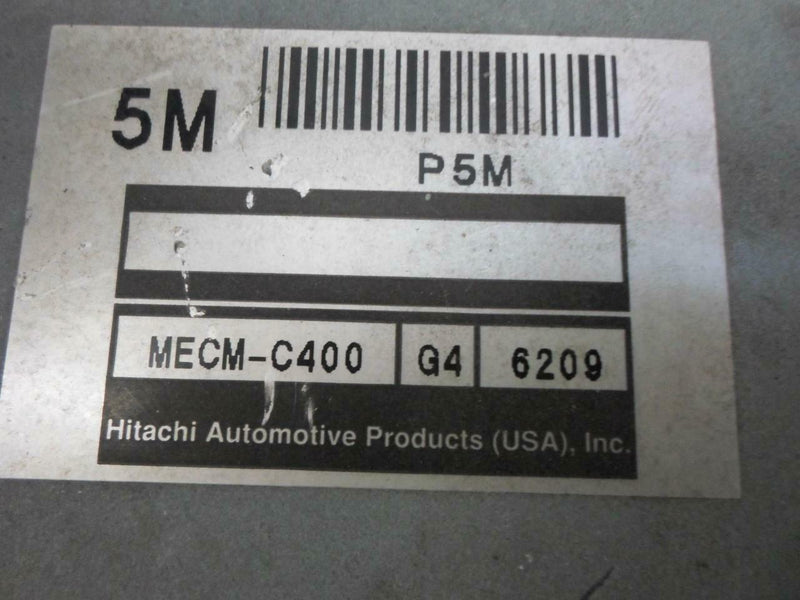 5M
P5M
MECM-C400 G4 6209
Hitachi Automotive Products (USA), Inc.